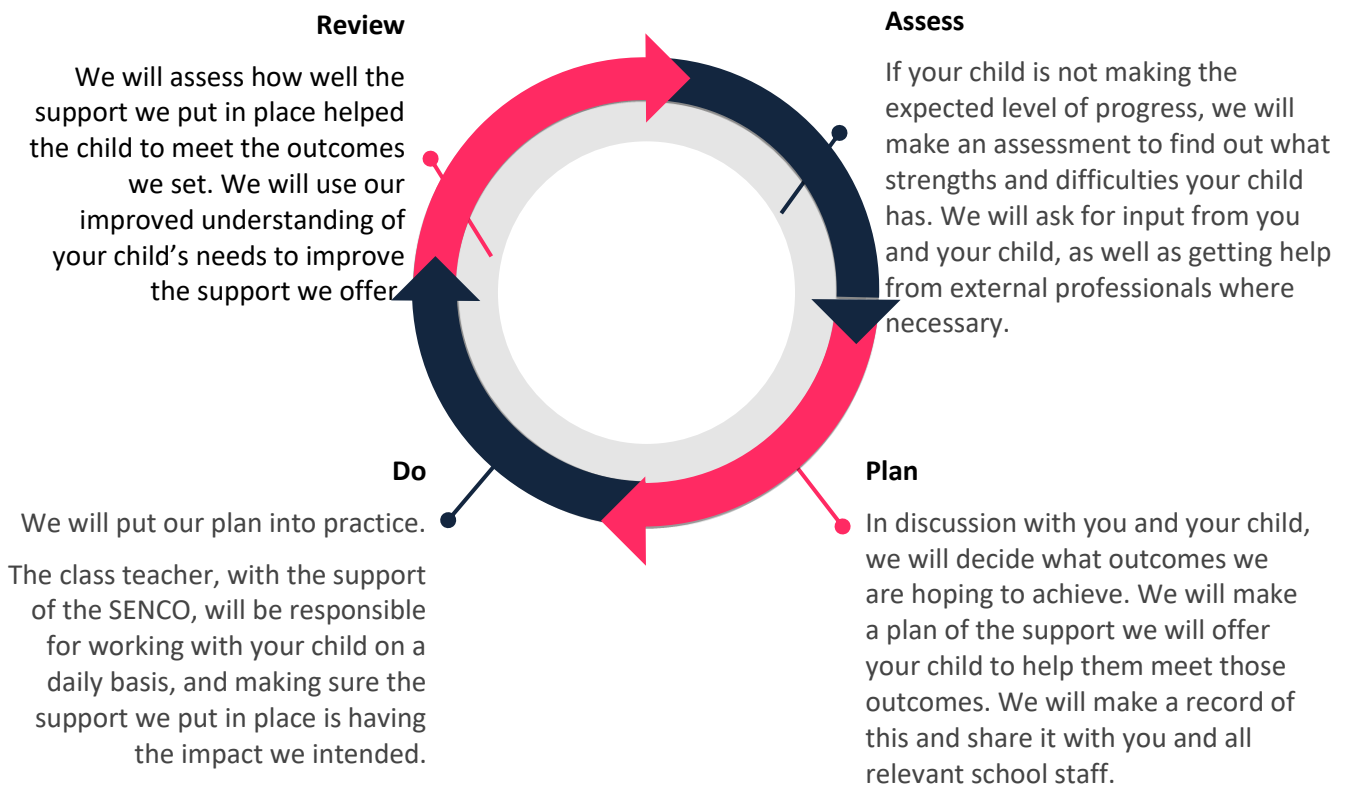 Review
We will assess how well the
support we put in place helped
the child to meet the outcomes
we set. We will use our
improved understanding of
your child’s needs to improve
the support we offer.
Assess
If your child is not making the
expected level of progress, we will
make an assessment to find out what
strengths and difficulties your child
has. We will ask for input from you
and your child, as well as getting help
from external professionals where
necessary.
Do
We will put our plan into practice.
The class teacher, with the support
of the SENCO, will be responsible
for working with your child on a
daily basis, and making sure the
support we put in place is having
the impact we intended.
Plan
In discussion with you and your child,
we will decide what outcomes we
are hoping to achieve. We will make
a plan of the support we will offer
your child to help them meet those
outcomes. We will make a record of
this and share it with you and all
relevant school staff.